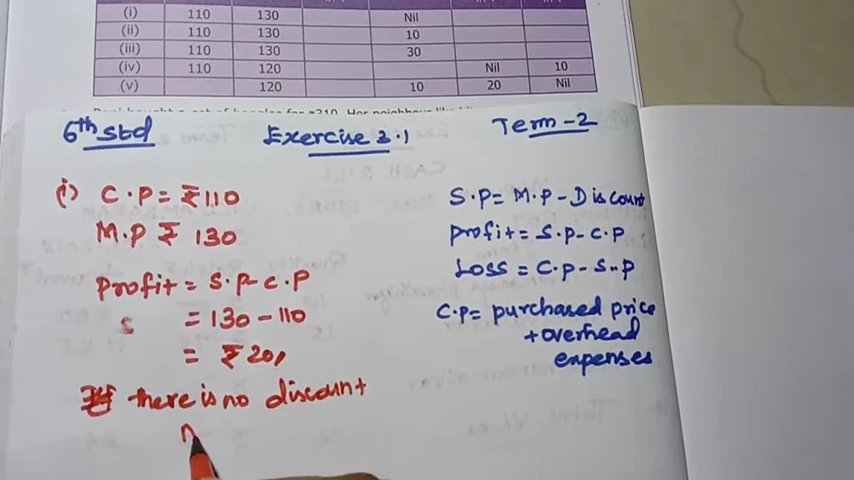 (i) 110 130 Nil
(ii) 110 130 10
(iii) 110 130 30
(iv) 110 120 Nil 10
(v) 120 10 20 Nil
6th Std Exercise 2.1 Term-2
(i) C.P = ₹110
M.P ₹ 130
Profit = S.P - C.P
= 130 - 110
= ₹20,
there is no discount
S.P = M.P - Discount
Profit = S.P - C.P
Loss = C.P - S.P
C.P = purchased price
+ overhead
expenses